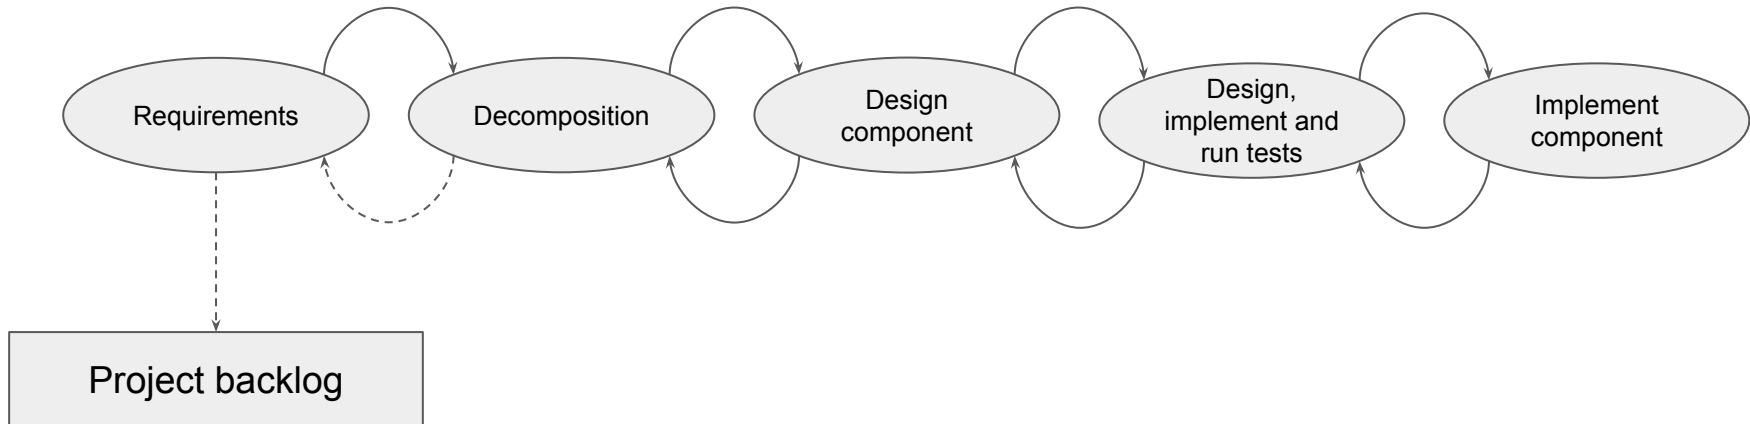 Requirements
Decomposition
Design
component
Design,
implement and
run tests
Implement
component
Project backlog